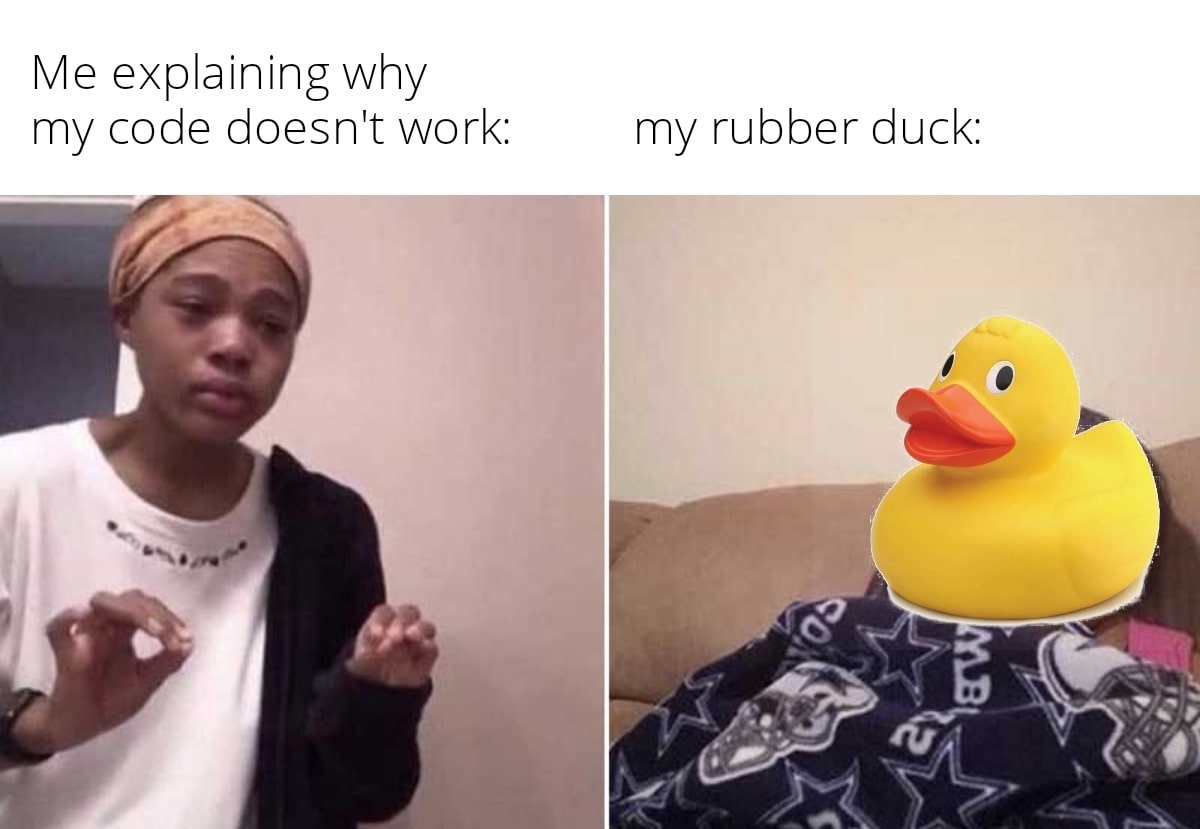 Me explaining why
my code doesn't work:
my rubber duck: